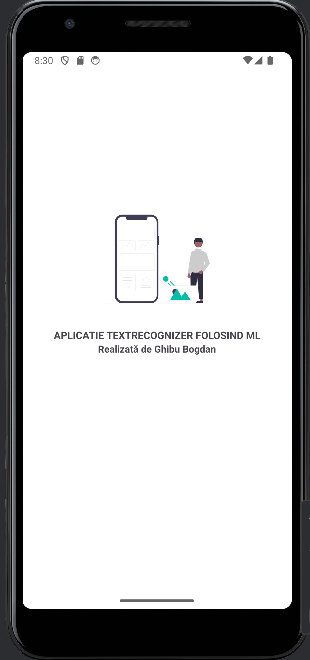 8:30
APLICATIE TEXTRECOGNIZER FOLOSIND ML
Realizată de Ghibu Bogdan